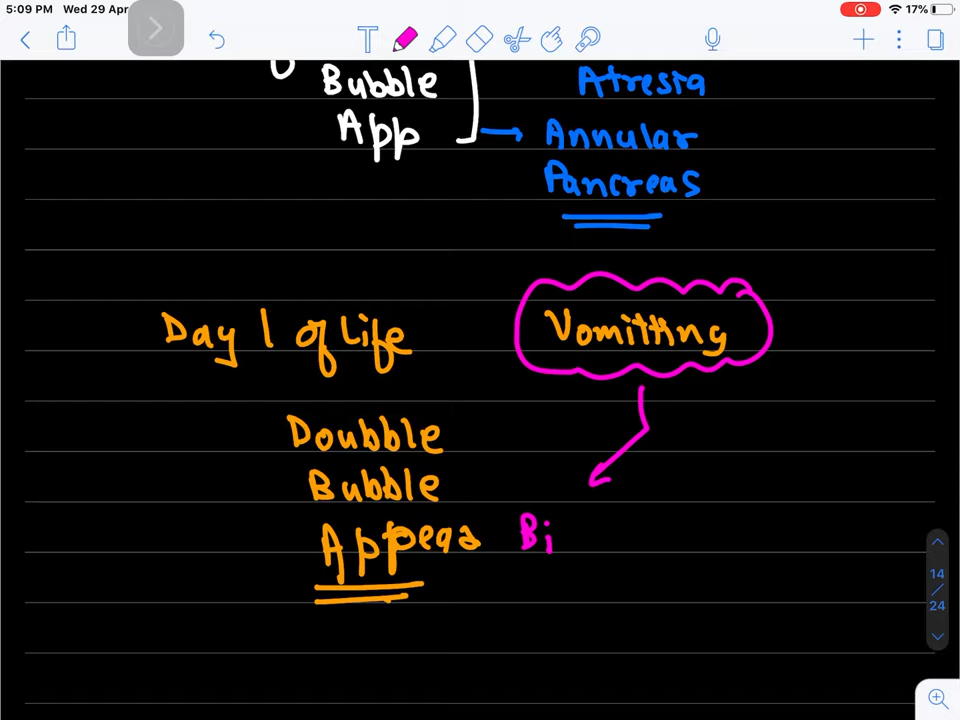 5:09 PM Wed 29 Apr
17%
T
Bubble
App
Atresia
Annular
Pancreas
Day 1 of Life
Vomitting
Doubble
Bubble
Appeaa
Bi
14
24